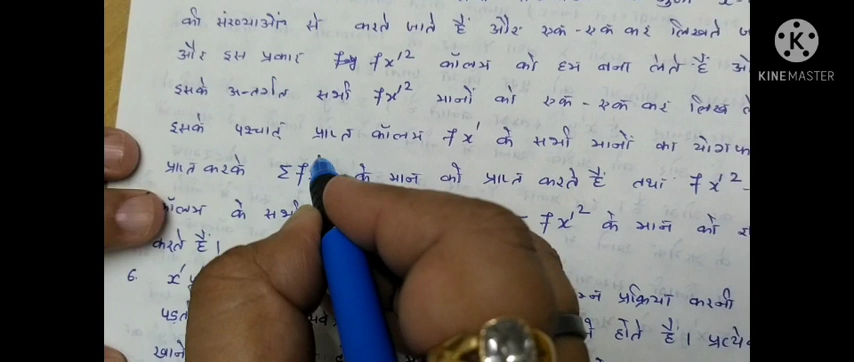 की संख्याओं से करते जाते हैं और एक-एक कर लिखते
और इस प्रकार fx'² कॉलम को हम बना लेते हैं
इसके अन्तर्गत सभी fx'² मानों को एक-एक कर लिख
इसके पश्चात् प्राप्त कॉलम fx' के सभी मानों का
प्राप्त करके Σf के मान को प्राप्त करते हैं तथा fx'² -
कॉलम के सभी fx'² के मान को
करते हैं।
6. x' प्रक्रिया करनी
पड़ती होते हैं। प्रत्येक
खाने
KINEMASTER